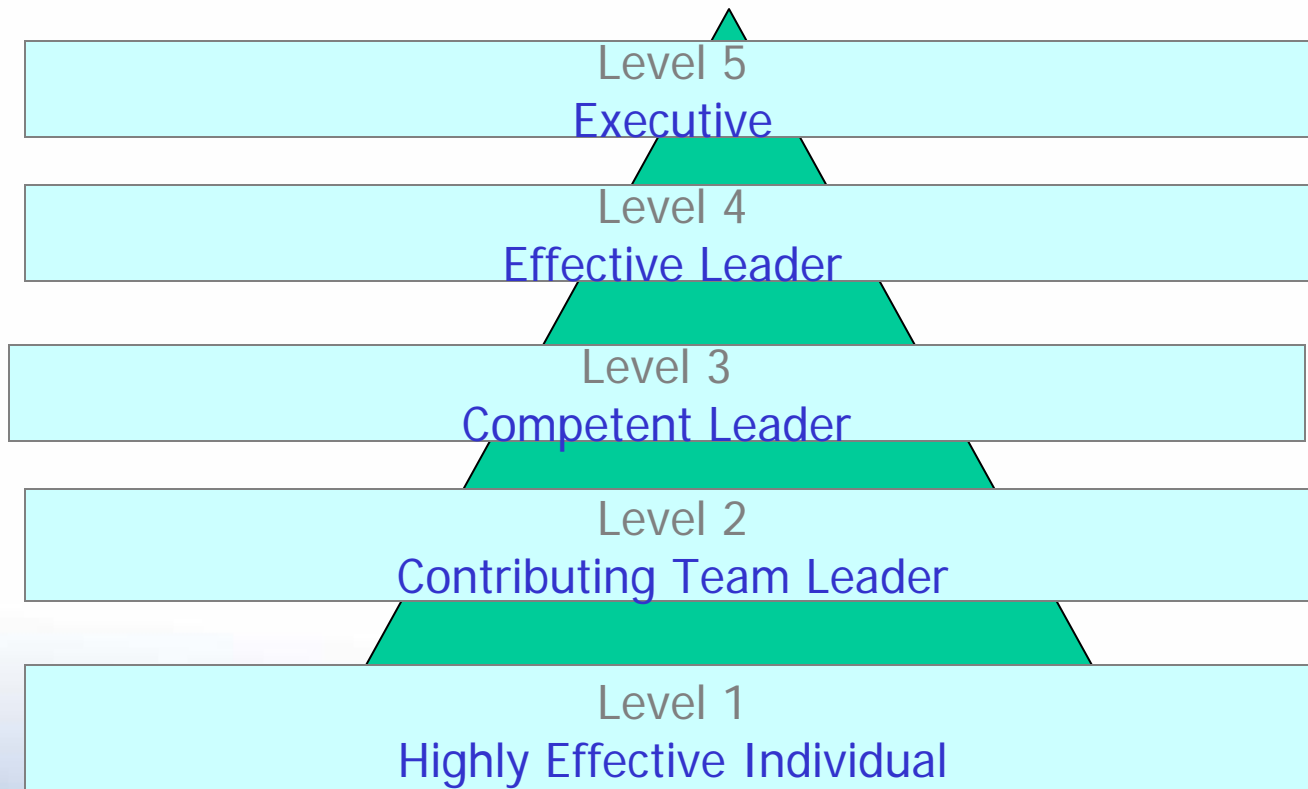 Level 5
Executive
Level 4
Effective Leader
Level 3
Competent Leader
Level 2
Contributing Team Leader
Level 1
Highly Effective Individual